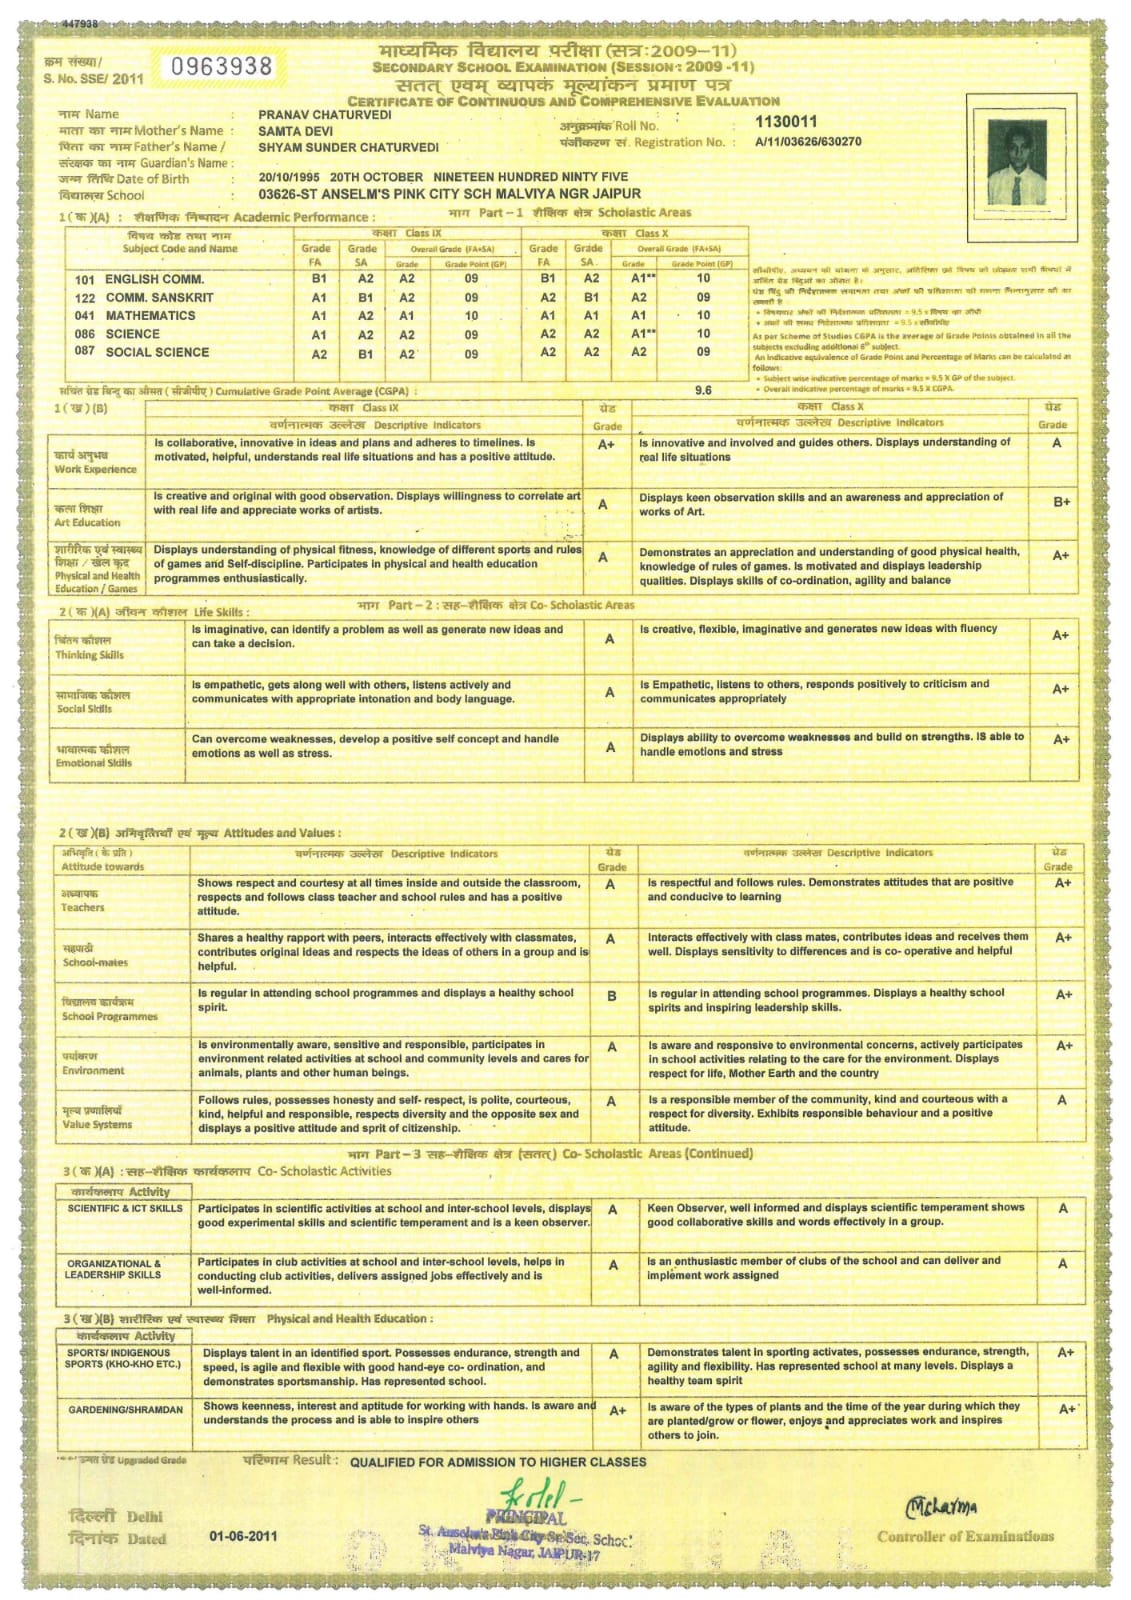 447938
क्रम संख्या/
S. No. SSE/ 2011
0963938
माध्यमिक विद्यालय परीक्षा (सत्र:2009–11)
SECONDARY SCHOOL EXAMINATION (SESSION: 2009 -11)
सतत् एवम् व्यापक मूल्यांकन प्रमाण पत्र
CERTIFICATE OF CONTINUOUS AND COMPREHENSIVE EVALUATION
नाम Name : PRANAV CHATURVEDI
माता का नाम Mother's Name : SAMTA DEVI
पिता का नाम Father's Name / SHYAM SUNDER CHATURVEDI
संरक्षक का नाम Guardian's Name :
अनुक्रमांक Roll No. : 1130011
पंजीकरण सं. Registration No. : A/11/03626/630270
जन्म तिथि Date of Birth : 20/10/1995 20TH OCTOBER NINETEEN HUNDRED NINTY FIVE
विद्यालय School : 03626-ST ANSELM'S PINK CITY SCH MALVIYA NGR JAIPUR
1(क)(A) : शैक्षणिक निष्पादन Academic Performance : भाग Part–1 शैक्षिक क्षेत्र Scholastic Areas
विषय कोड तथा नाम कक्षा Class IX कक्षा Class X
Subject Code and Name Grade Grade Overall Grade (FA+SA) Grade Grade Overall Grade (FA+SA)
FA SA Grade Grade Point (GP) FA SA Grade Grade Point (GP)
101 ENGLISH COMM. B1 A2 A2 09 B1 A2 A1** 10
122 COMM. SANSKRIT A1 B1 A2 09 A2 B1 A2 09
041 MATHEMATICS A1 A2 A1 10 A1 A1 A1 10
086 SCIENCE A1 A2 A2 09 A2 A2 A1** 10
087 SOCIAL SCIENCE A2 B1 A2 09 A2 A2 A2 09
As per Scheme of Studies CGPA is the average of Grade Points obtained in all the
subjects excluding additional 6th subject.
An Indicative equivalence of Grade Point and Percentage of Marks can be calculated as
follows:
• Subject wise indicative percentage of marks = 9.5 X GP of the subject.
• Overall indicative percentage of marks = 9.5 X CGPA.
संचित ग्रेड बिन्दु का औसत (सीजीपीए) Cumulative Grade Point Average (CGPA) : 9.6
1(ख)(B) कक्षा Class IX ग्रेड कक्षा Class X ग्रेड
वर्णनात्मक उल्लेख Descriptive Indicators Grade वर्णनात्मक उल्लेख Descriptive Indicators Grade
कार्य अनुभव
Work Experience
Is collaborative, innovative in ideas and plans and adheres to timelines. Is
motivated, helpful, understands real life situations and has a positive attitude.
A+
Is innovative and involved and guides others. Displays understanding of
real life situations
A
कला शिक्षा
Art Education
Is creative and original with good observation. Displays willingness to correlate art
with real life and appreciate works of artists.
A
Displays keen observation skills and an awareness and appreciation of
works of Art.
B+
शारीरिक एवं स्वास्थ्य
शिक्षा / खेल कूद
Physical and Health
Education / Games
Displays understanding of physical fitness, knowledge of different sports and rules
of games and Self-discipline. Participates in physical and health education
programmes enthusiastically.
A
Demonstrates an appreciation and understanding of good physical health,
knowledge of rules of games. Is motivated and displays leadership
qualities. Displays skills of co-ordination, agility and balance
A+
2(क)(A) जीवन कौशल Life Skills : भाग Part–2 : सह–शैक्षिक क्षेत्र Co- Scholastic Areas
चिंतन कौशल
Thinking Skills
Is imaginative, can identify a problem as well as generate new ideas and
can take a decision.
A
Is creative, flexible, imaginative and generates new ideas with fluency
A+
सामाजिक कौशल
Social Skills
Is empathetic, gets along well with others, listens actively and
communicates with appropriate intonation and body language.
A
Is Empathetic, listens to others, responds positively to criticism and
communicates appropriately
A+
भावात्मक कौशल
Emotional Skills
Can overcome weaknesses, develop a positive self concept and handle
emotions as well as stress.
A
Displays ability to overcome weaknesses and build on strengths. IS able to
handle emotions and stress
A+
2(ख)(B) अभिवृत्तियाँ एवं मूल्य Attitudes and Values :
अभिवृति (के प्रति) वर्णनात्मक उल्लेख Descriptive Indicators ग्रेड वर्णनात्मक उल्लेख Descriptive Indicators ग्रेड
Attitude towards Grade Grade
अध्यापक
Teachers
Shows respect and courtesy at all times inside and outside the classroom,
respects and follows class teacher and school rules and has a positive
attitude.
A
Is respectful and follows rules. Demonstrates attitudes that are positive
and conducive to learning
A+
सहपाठी
School-mates
Shares a healthy rapport with peers, interacts effectively with classmates,
contributes original ideas and respects the ideas of others in a group and is
helpful.
A
Interacts effectively with class mates, contributes ideas and receives them
well. Displays sensitivity to differences and is co- operative and helpful
A+
विद्यालय कार्यक्रम
School Programmes
Is regular in attending school programmes and displays a healthy school
spirit.
B
Is regular in attending school programmes. Displays a healthy school
spirits and inspiring leadership skills.
A+
पर्यावरण
Environment
Is environmentally aware, sensitive and responsible, participates in
environment related activities at school and community levels and cares for
animals, plants and other human beings.
A
Is aware and responsive to environmental concerns, actively participates
in school activities relating to the care for the environment. Displays
respect for life, Mother Earth and the country
A+
मूल्य प्रणालियाँ
Value Systems
Follows rules, possesses honesty and self- respect, is polite, courteous,
kind, helpful and responsible, respects diversity and the opposite sex and
displays a positive attitude and sprit of citizenship.
A
Is a responsible member of the community, kind and courteous with a
respect for diversity. Exhibits responsible behaviour and a positive
attitude.
A
भाग Part–3 सह–शैक्षिक क्षेत्र (सतत्) Co- Scholastic Areas (Continued)
3(क)(A) : सह–शैक्षिक कार्यकलाप Co- Scholastic Activities
कार्यकलाप Activity
SCIENTIFIC & ICT SKILLS
Participates in scientific activities at school and inter-school levels, displays
good experimental skills and scientific temperament and is a keen observer.
A
Keen Observer, well informed and displays scientific temperament shows
good collaborative skills and words effectively in a group.
A
ORGANIZATIONAL &
LEADERSHIP SKILLS
Participates in club activities at school and inter-school levels, helps in
conducting club activities, delivers assigned jobs effectively and is
well-informed.
A
Is an enthusiastic member of clubs of the school and can deliver and
implement work assigned
A
3(ख)(B) शारीरिक एवं स्वास्थ्य शिक्षा Physical and Health Education :
कार्यकलाप Activity
SPORTS/ INDIGENOUS
SPORTS (KHO-KHO ETC.)
Displays talent in an identified sport. Possesses endurance, strength and
speed, is agile and flexible with good hand-eye co- ordination, and
demonstrates sportsmanship. Has represented school.
A
Demonstrates talent in sporting activates, possesses endurance, strength,
agility and flexibility. Has represented school at many levels. Displays a
healthy team spirit
A+
GARDENING/SHRAMDAN
Shows keenness, interest and aptitude for working with hands. Is aware and
understands the process and is able to inspire others
A+
Is aware of the types of plants and the time of the year during which they
are planted/grow or flower, enjoys and appreciates work and inspires
others to join.
A+
उन्नत ग्रेड Upgraded Grade परिणाम Result : QUALIFIED FOR ADMISSION TO HIGHER CLASSES
दिल्ली Delhi
दिनांक Dated 01-06-2011
PRINCIPAL
St. Anselm's Pink City Sr. Sec. School
Malviya Nagar, JAIPUR-17
MSharma
Controller of Examinations
ORIGINAL